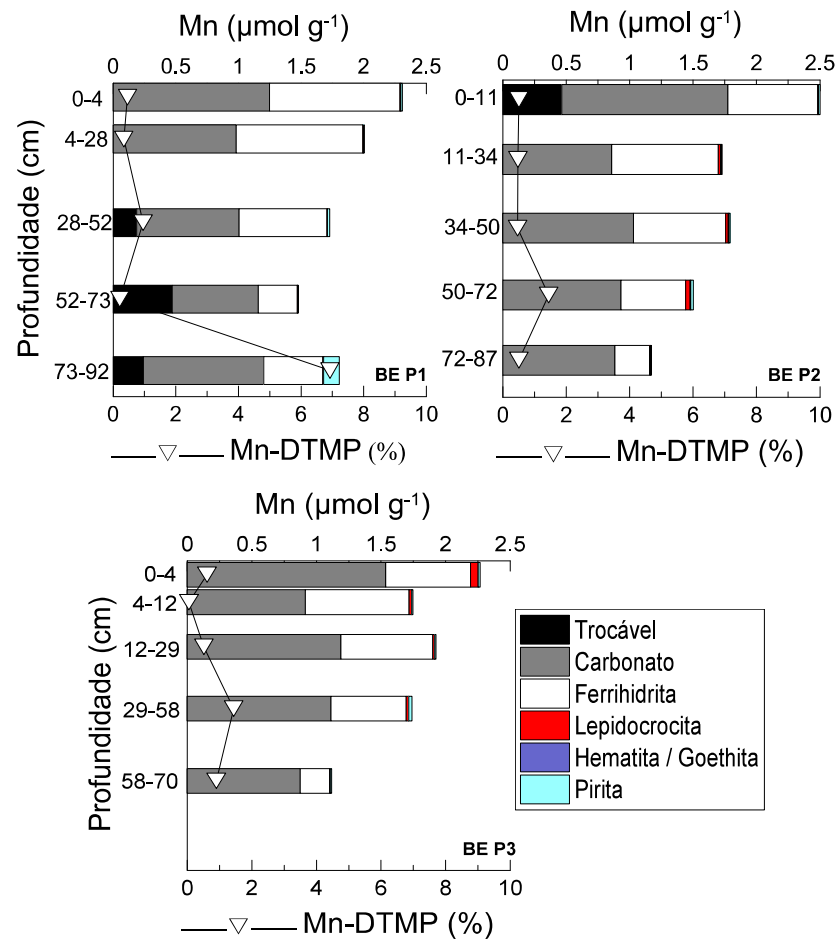 Mn (µmol g⁻¹)
0 0.5 1 1.5 2 2.5
Profundidade (cm)
0-4
4-28
28-52
52-73
73-92
BE P1
0 2 4 6 8 10
Mn-DTMP (%)
Mn (µmol g⁻¹)
0 0.5 1 1.5 2 2.5
0-11
11-34
34-50
50-72
72-87
BE P2
0 2 4 6 8 10
Mn-DTMP (%)
Mn (µmol g⁻¹)
0 0.5 1 1.5 2 2.5
Profundidade (cm)
0-4
4-12
12-29
29-58
58-70
BE P3
0 2 4 6 8 10
Mn-DTMP (%)
Trocável
Carbonato
Ferrihidrita
Lepidocrocita
Hematita / Goethita
Pirita